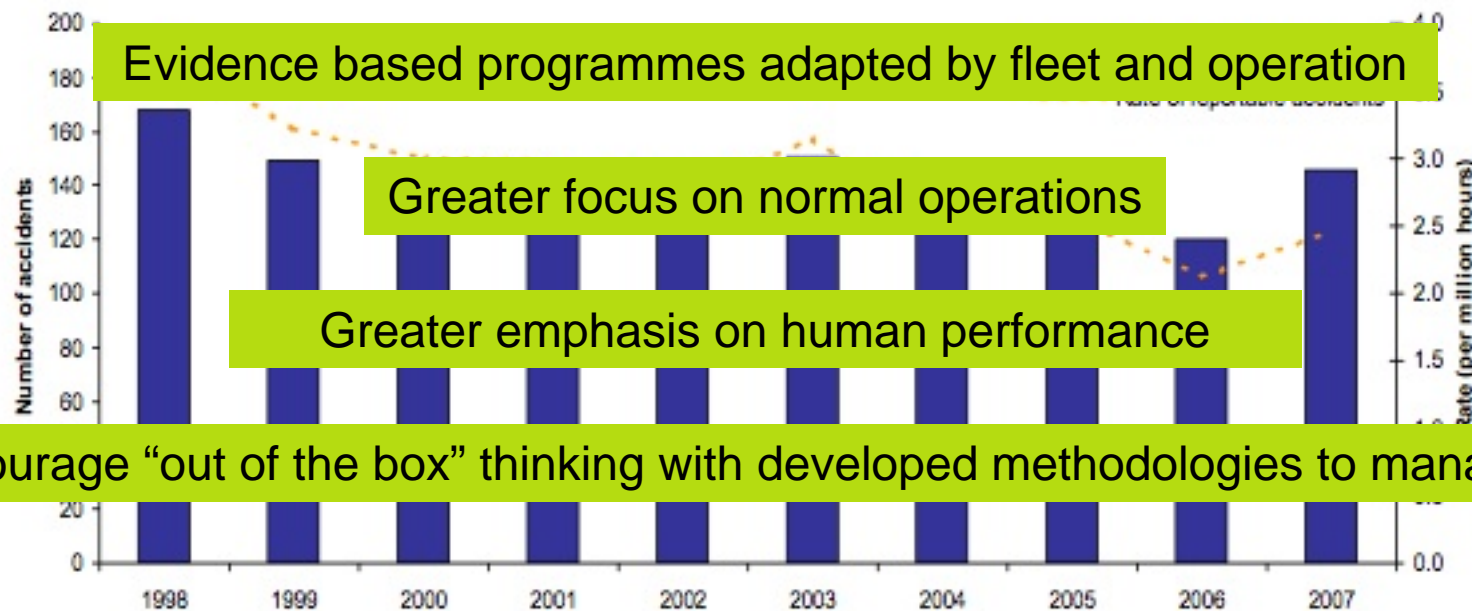 200
4.0
Evidence based programmes adapted by fleet and operation
180
160
3.0
Greater focus on normal operations
140
2.5
120
2.0
100
Greater emphasis on human performance
80
1.5
60
“out of the box” thinking with developed methodologies to
20
0
0.0
1998 1999 2000 2001 2002 2003 2004 2005 2006 2007
Number of accidents
Rate (per million hours)